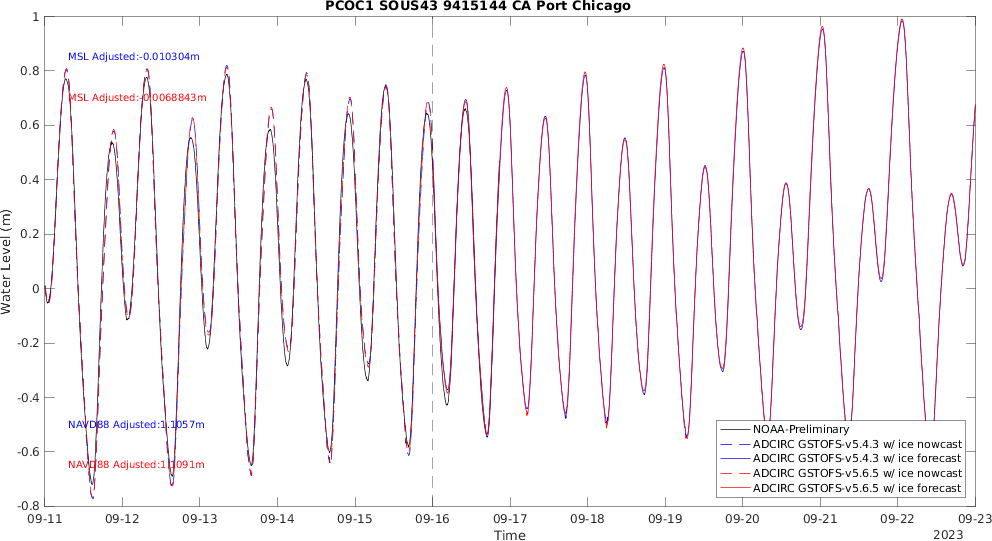 PCOC1 SOUS43 9415144 CA Port Chicago
1
MSL Adjusted:-0.010304m
0.8
MSL Adjusted:-0.0068843m
0.6
0.4
0.2
Water Level (m)
0
-0.2
-0.4
NAVD88 Adjusted:1.1057m
NOAA-Preliminary
ADCIRC GSTOFS-v5.4.3 w/ ice nowcast
ADCIRC GSTOFS-v5.4.3 w/ ice forecast
-0.6
NAVD88 Adjusted:1.1091m
ADCIRC GSTOFS-v5.6.5 w/ ice nowcast
ADCIRC GSTOFS-v5.6.5 w/ ice forecast
-0.8
09-11 09-12 09-13 09-14 09-15 09-16 09-17 09-18 09-19 09-20 09-21 09-22 09-23
Time
2023